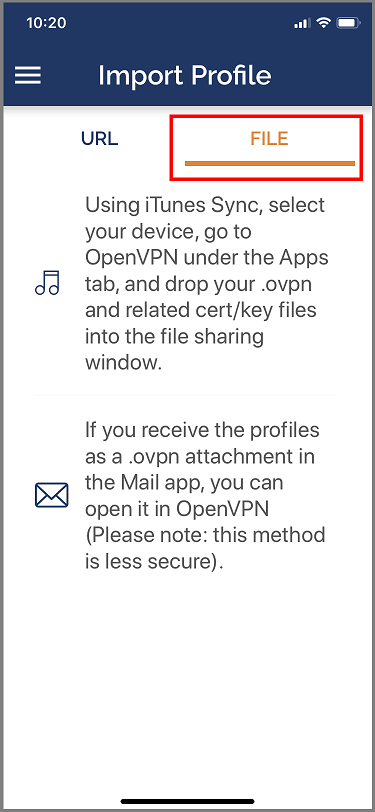 10:20
Import Profile
URL
FILE
Using iTunes Sync, select
your device, go to
OpenVPN under the Apps
tab, and drop your .ovpn
and related cert/key files
into the file sharing
window.
If you receive the profiles
as a .ovpn attachment in
the Mail app, you can
open it in OpenVPN
(Please note: this method
is less secure).